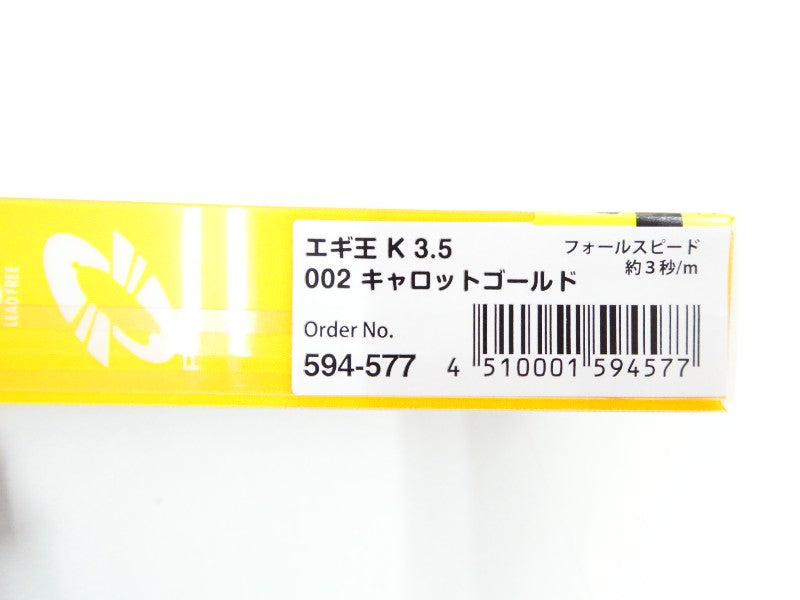 エギ王 K 3.5
フォールスピード
約3秒/m
002 キャロットゴールド
Order No.
594-577
4 510001 594577
LEAD FREE